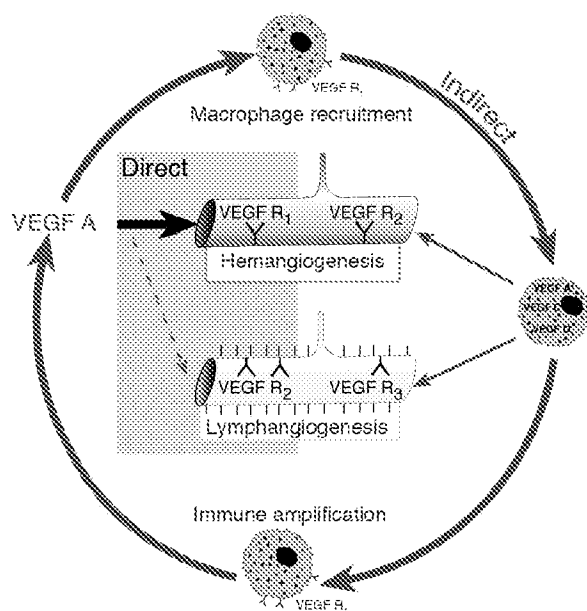 VEGF R₁
Macrophage recruitment
Indirect
Direct
VEGF A
VEGF R₁
VEGF R₂
Hemangiogenesis
VEGF A
VEGF C
VEGF D
VEGF R₂
VEGF R₃
Lymphangiogenesis
Immune amplification
VEGF R₁